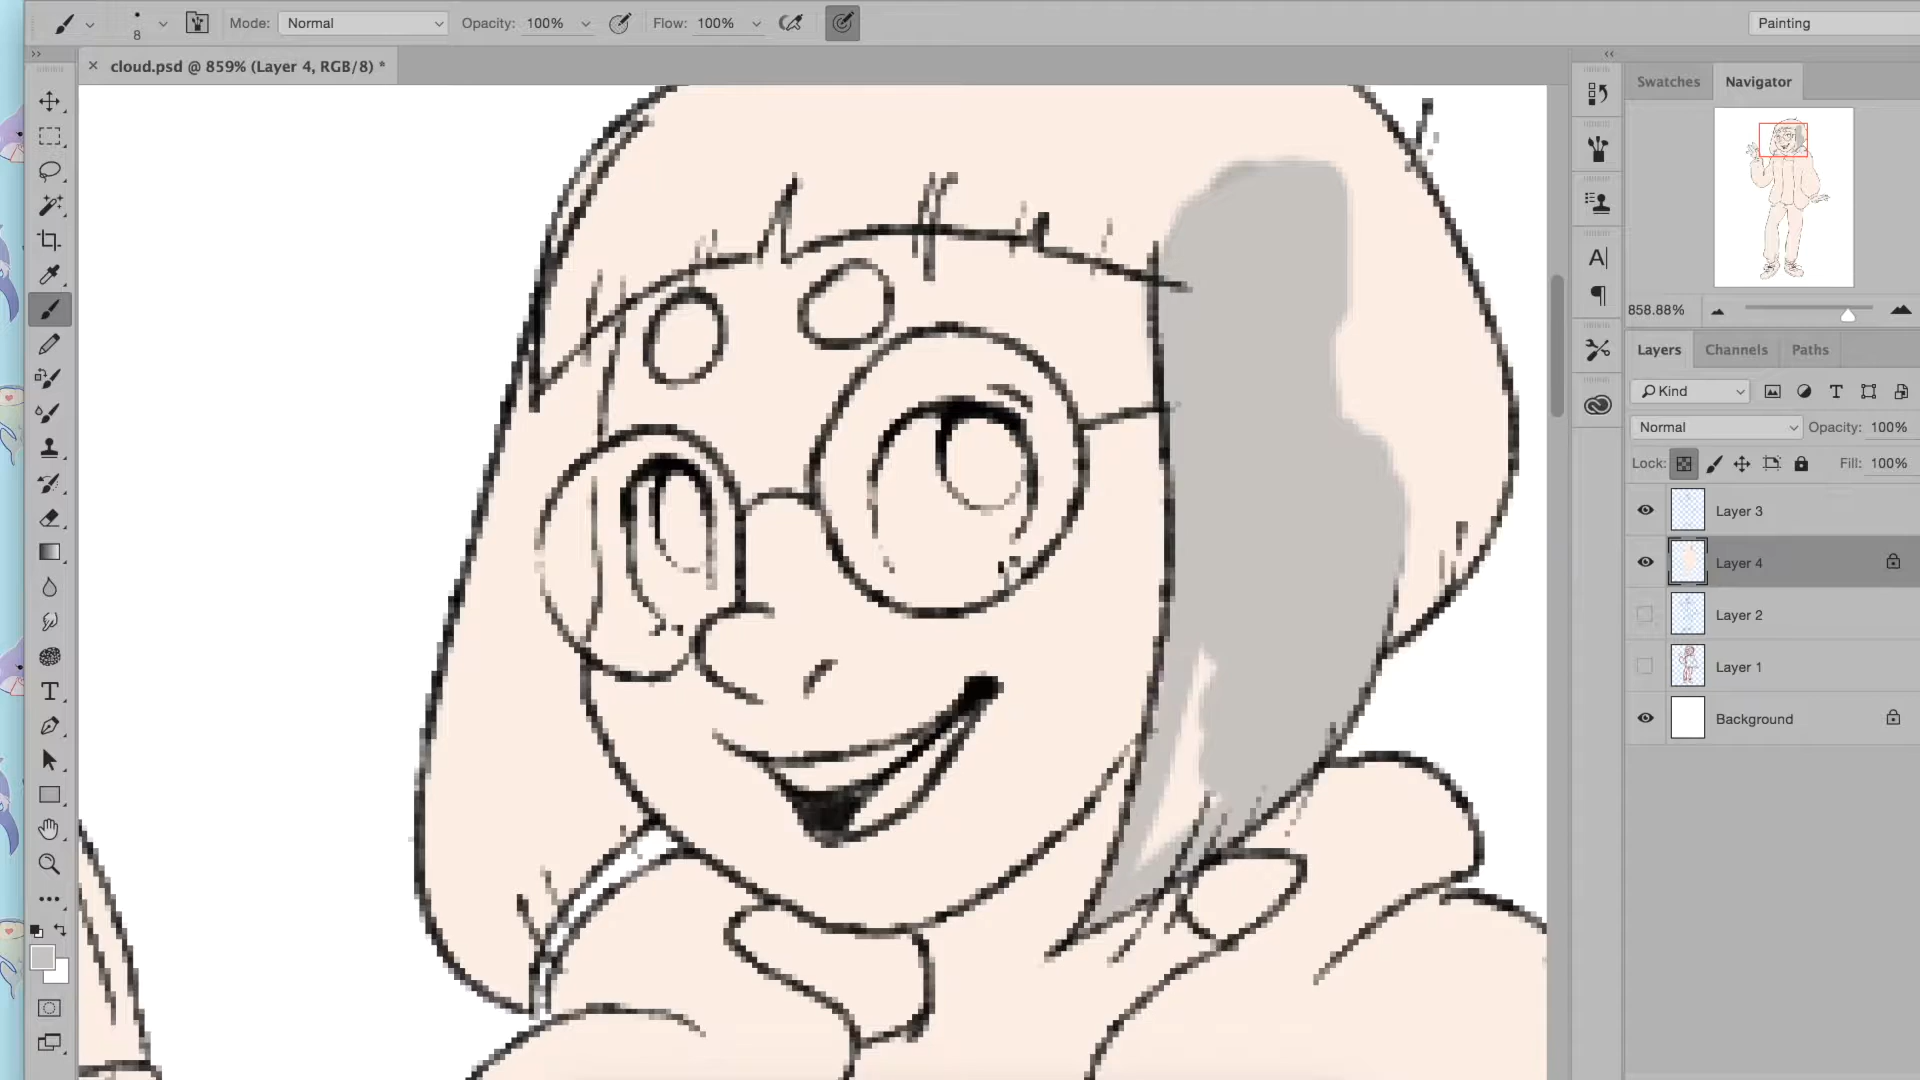 8
Mode: Normal
Opacity: 100%
Flow: 100%
Painting
cloud.psd @ 859% (Layer 4, RGB/8) *
Swatches
Navigator
858.88%
Layers
Channels
Paths
Kind
Normal
Opacity: 100%
Lock:
Fill: 100%
Layer 3
Layer 4
Layer 2
Layer 1
Background